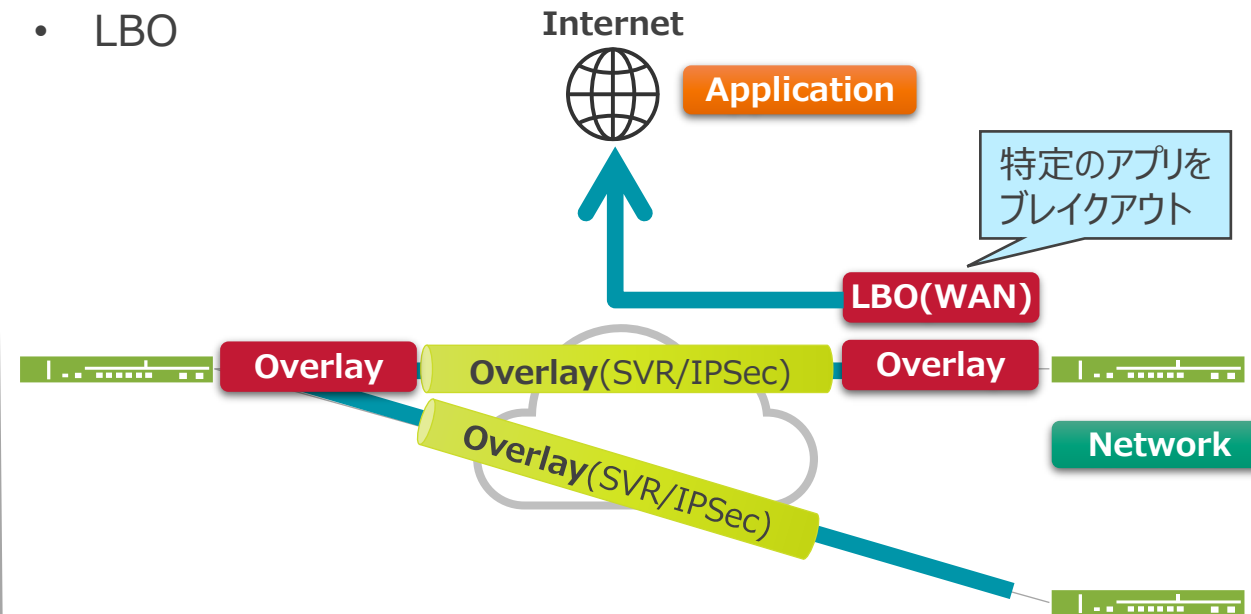 • LBO
Internet
Application
特定のアプリを
ブレイクアウト
LBO(WAN)
Overlay
Overlay(SVR/IPSec)
Overlay
Network
Overlay(SVR/IPSec)